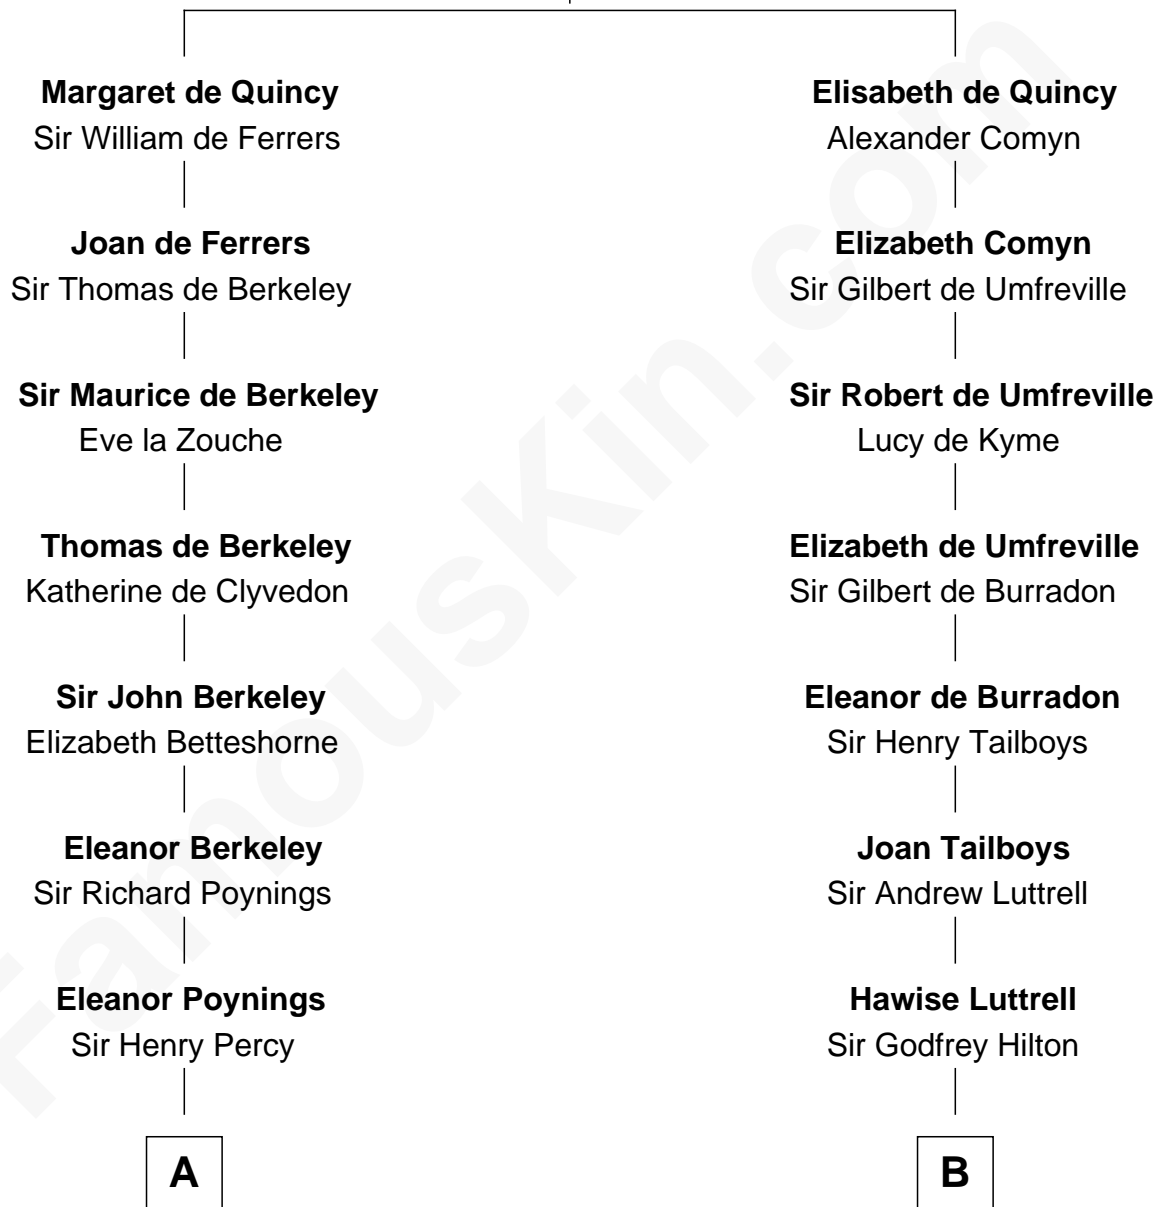 Margaret de Quincy
Sir William de Ferrers
Elisabeth de Quincy
Alexander Comyn
Joan de Ferrers
Sir Thomas de Berkeley
Elizabeth Comyn
Sir Gilbert de Umfreville
Sir Maurice de Berkeley
Eve la Zouche
Sir Robert de Umfreville
Lucy de Kyme
Thomas de Berkeley
Katherine de Clyvedon
Elizabeth de Umfreville
Sir Gilbert de Burradon
Sir John Berkeley
Elizabeth Betteshorne
Eleanor de Burradon
Sir Henry Tailboys
Eleanor Berkeley
Sir Richard Poynings
Joan Tailboys
Sir Andrew Luttrell
Eleanor Poynings
Sir Henry Percy
Hawise Luttrell
Sir Godfrey Hilton
A
B
FamousKin.com